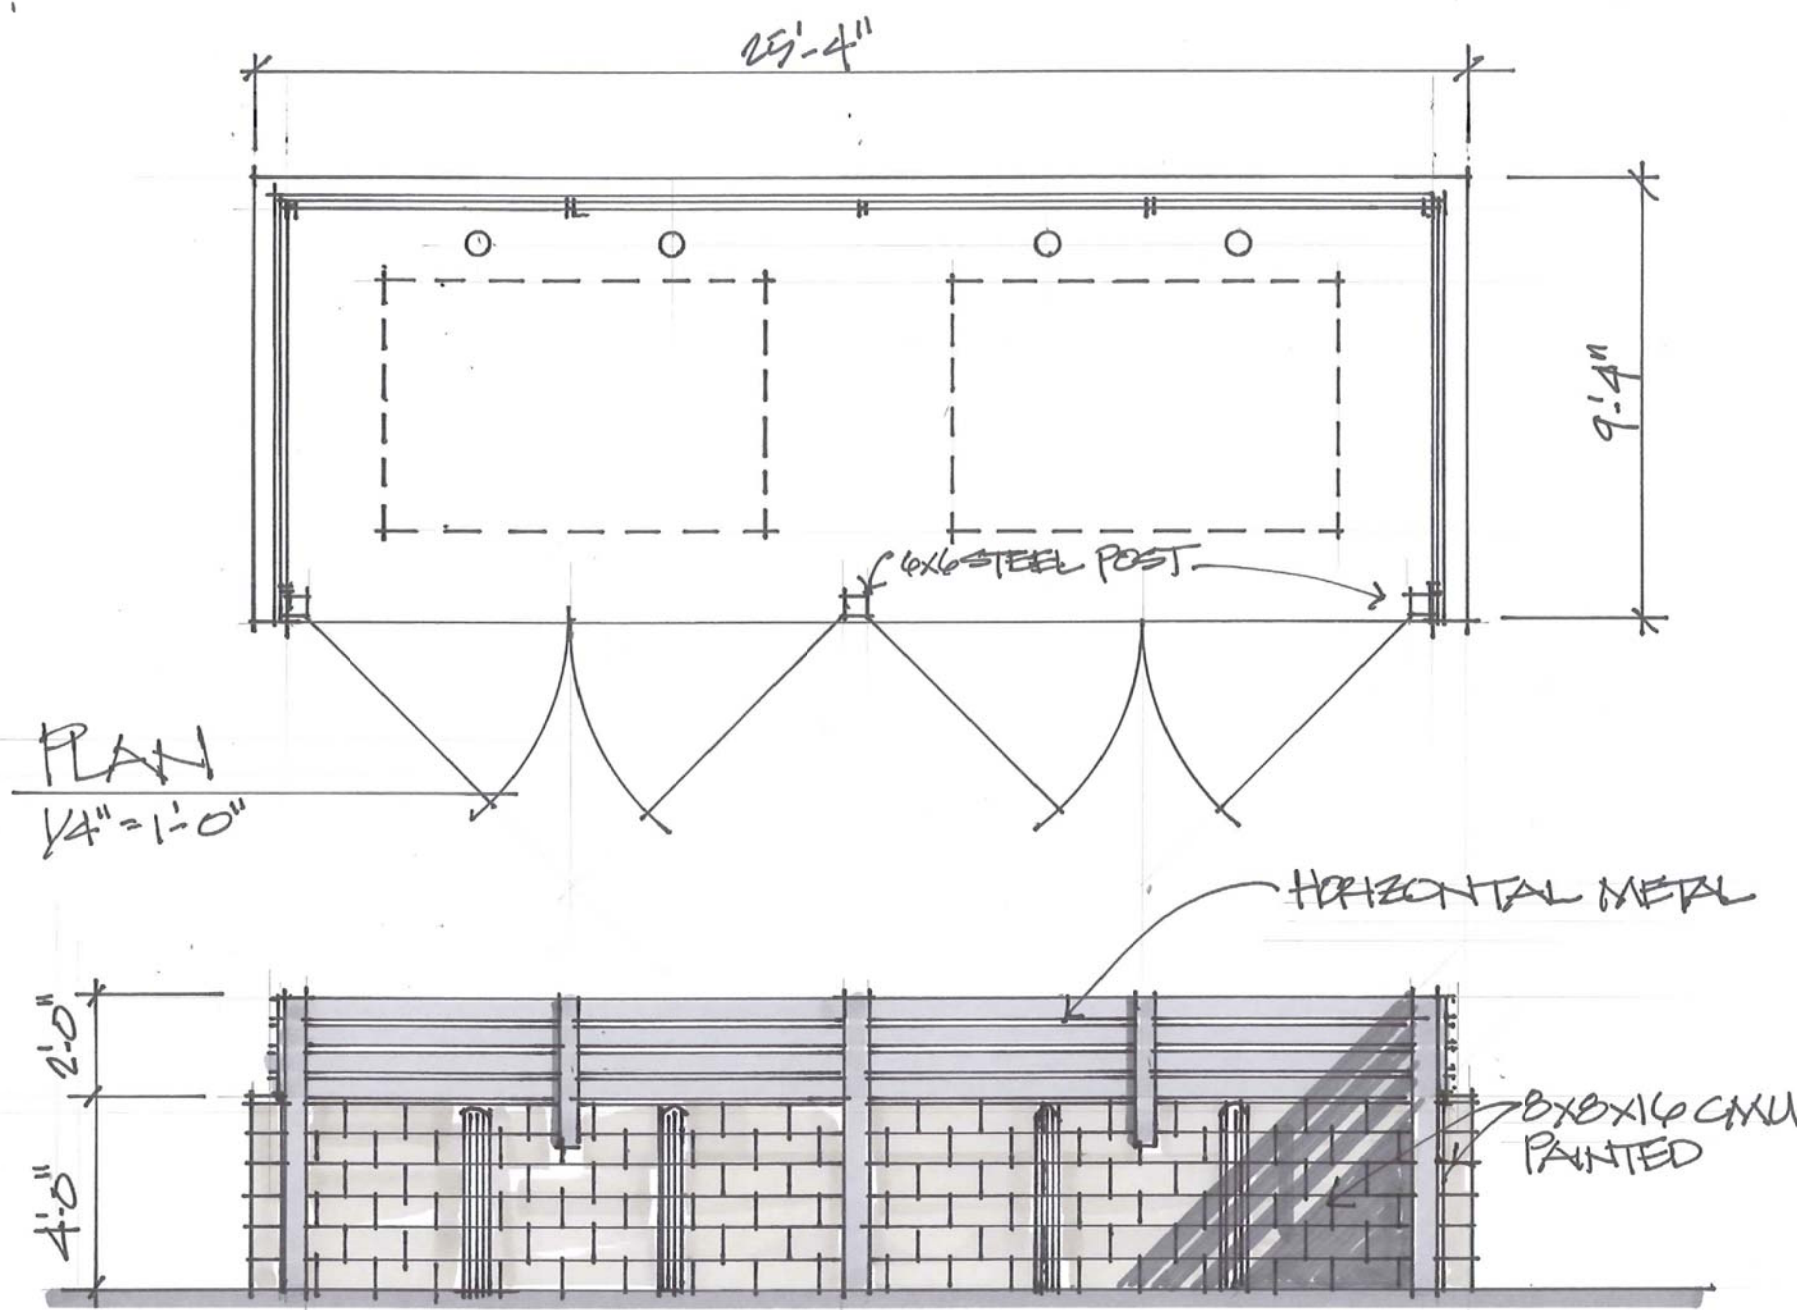 25'-4"
9'-4"
6x6 STEEL POST
PLAN
1/4" = 1'-0"
HORIZONTAL METAL
2'-0"
8x8x16 CMU
PAINTED
4'-0"